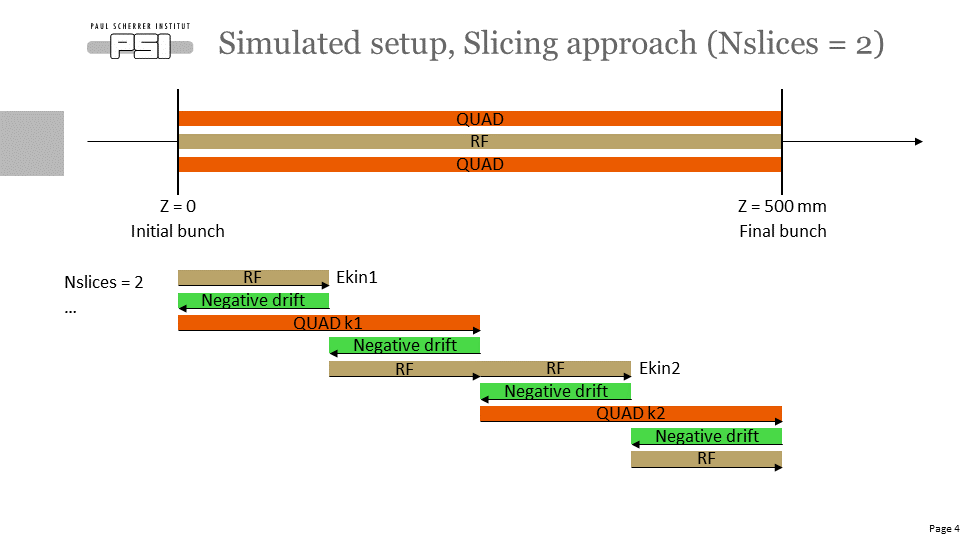 PAUL SCHERRER INSTITUT
PSI
Simulated setup, Slicing approach (Nslices = 2)
QUAD
RF
QUAD
Z = 0
Initial bunch
Z = 500 mm
Final bunch
Nslices = 2
...
RF
Ekin1
Negative drift
QUAD k1
Negative drift
RF
RF
Ekin2
Negative drift
QUAD k2
Negative drift
RF
Page 4